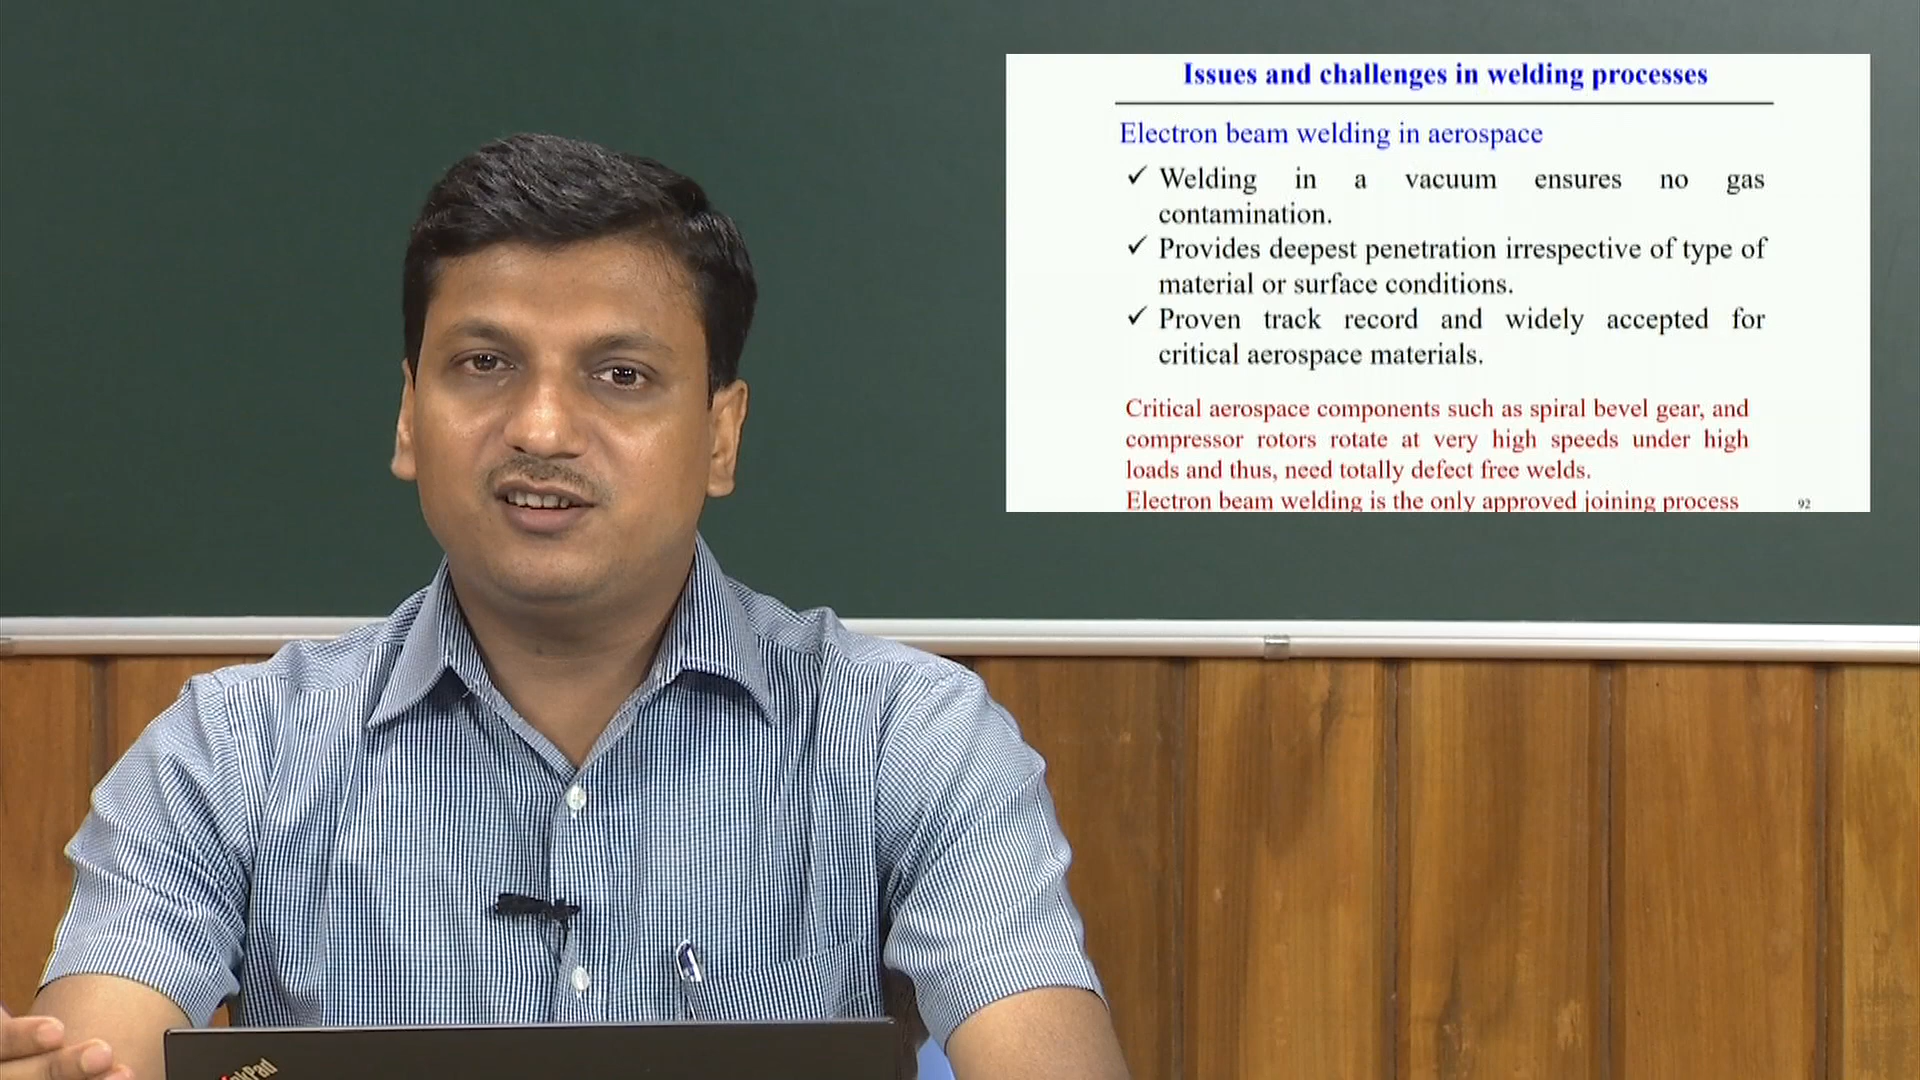 Issues and challenges in welding processes
Electron beam welding in aerospace
✓ Welding in a vacuum ensures no gas
contamination.
✓ Provides deepest penetration irrespective of type of
material or surface conditions.
✓ Proven track record and widely accepted for
critical aerospace materials.
Critical aerospace components such as spiral bevel gear, and
compressor rotors rotate at very high speeds under high
loads and thus, need totally defect free welds.
Electron beam welding is the only approved joining process
92